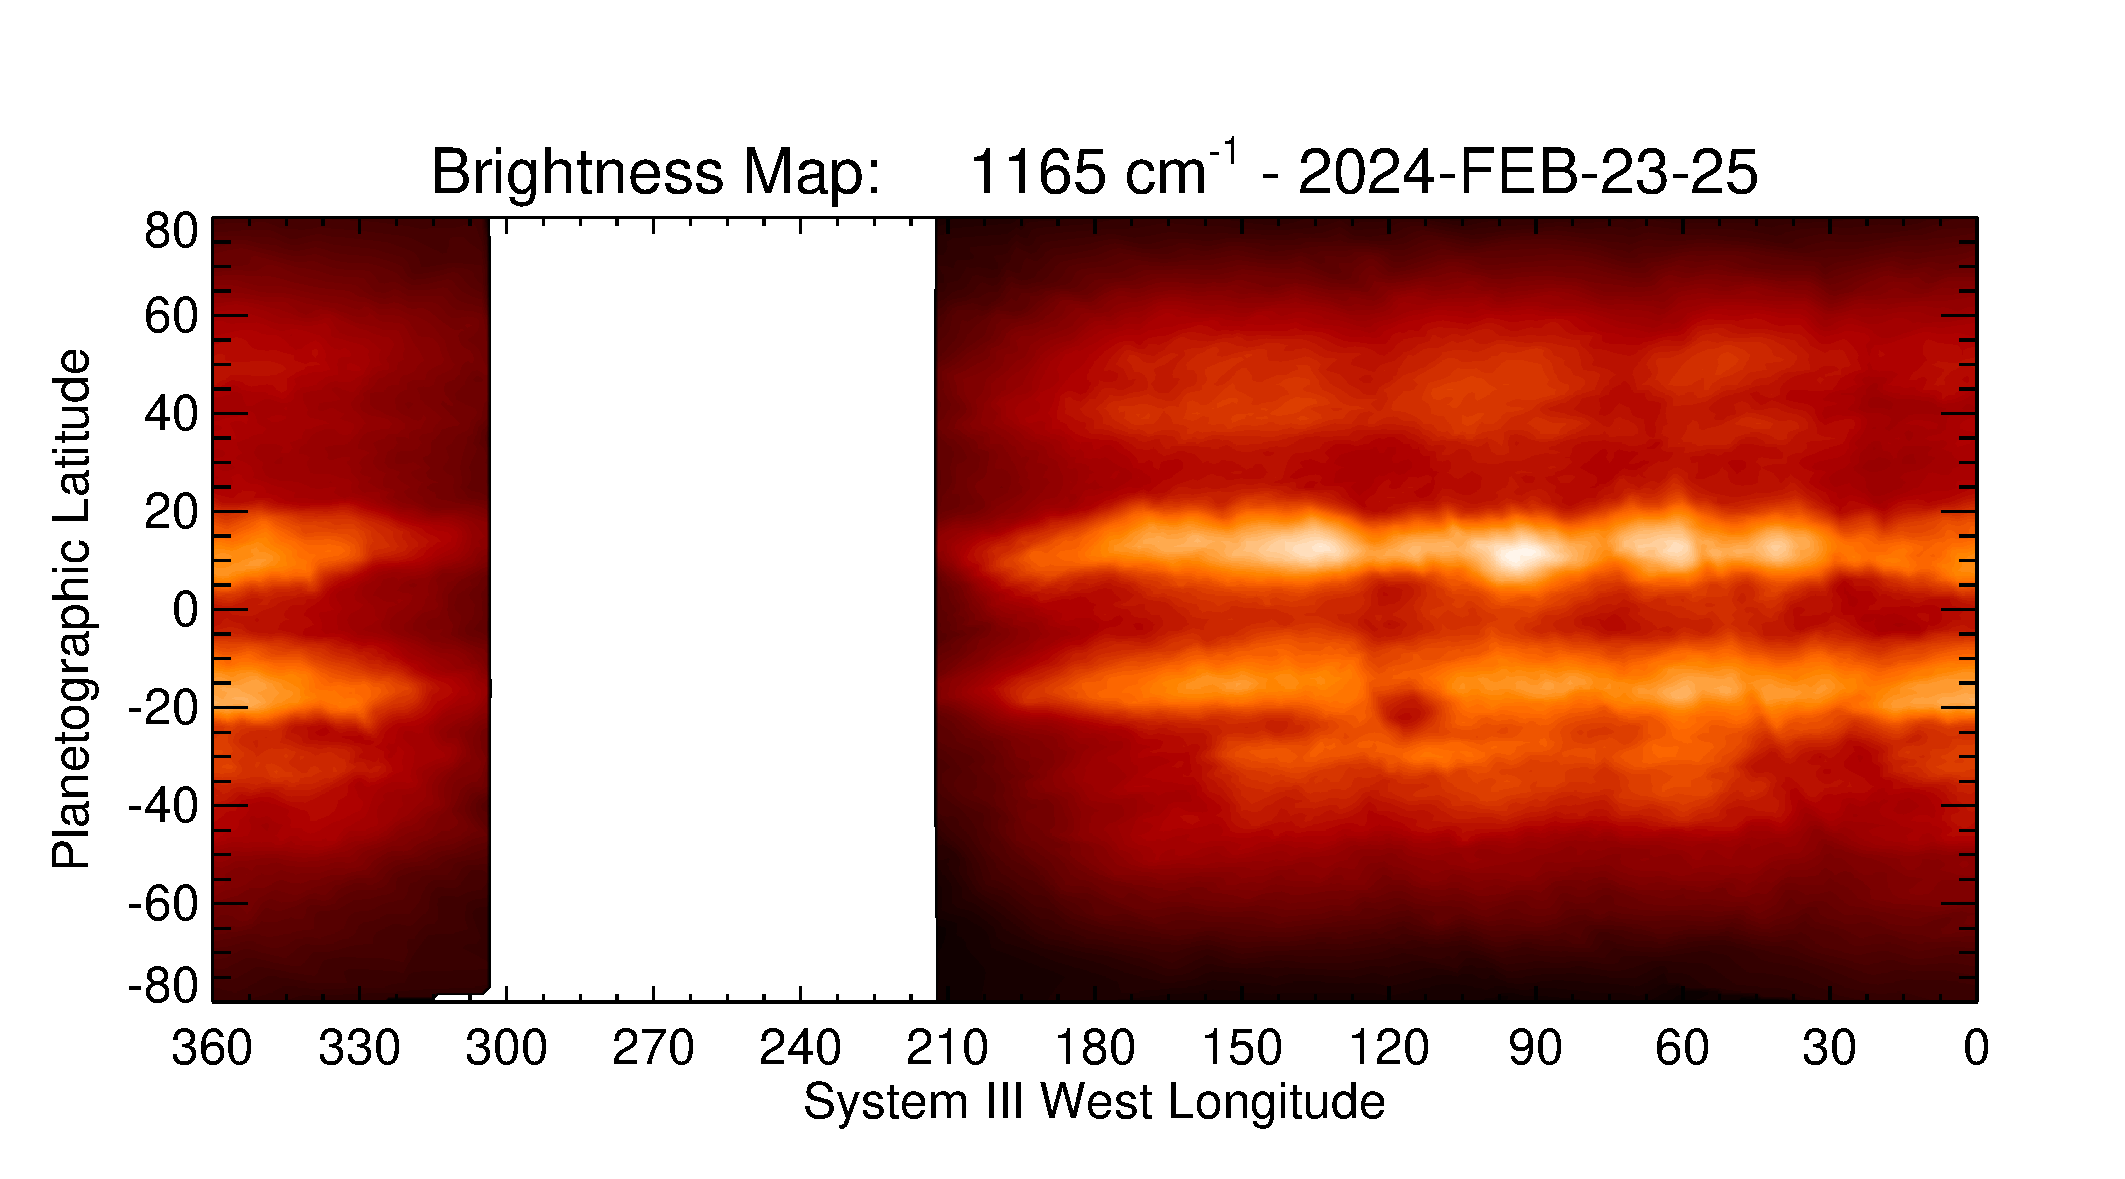 Brightness Map: 1165 cm-1 - 2024-FEB-23-25
Planetographic Latitude
80
60
40
20
0
-20
-40
-60
-80
360 330 300 270 240 210 180 150 120 90 60 30 0
System III West Longitude